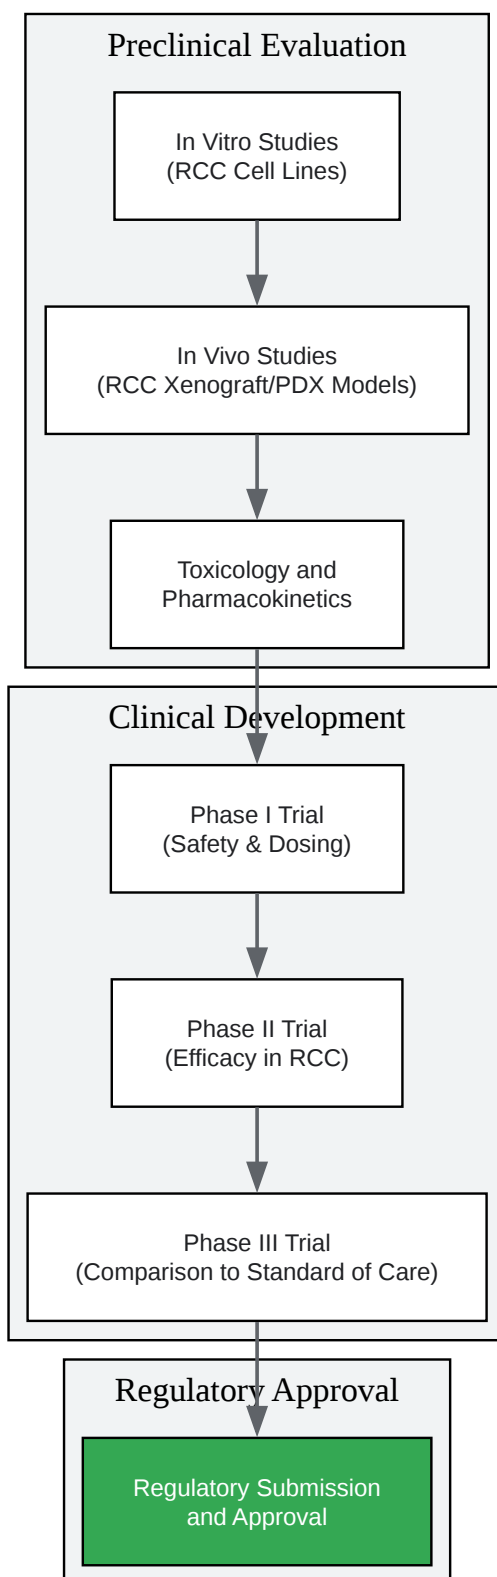 Preclinical Evaluation
In Vitro Studies
(RCC Cell Lines)
In Vivo Studies
(RCC Xenograft/PDX Models)
Toxicology and
Pharmacokinetics
Clinical Development
Phase I Trial
(Safety & Dosing)
Phase II Trial
(Efficacy in RCC)
Phase III Trial
(Comparison to Standard of Care)
Regulatory Approval
Regulatory Submission
and Approval